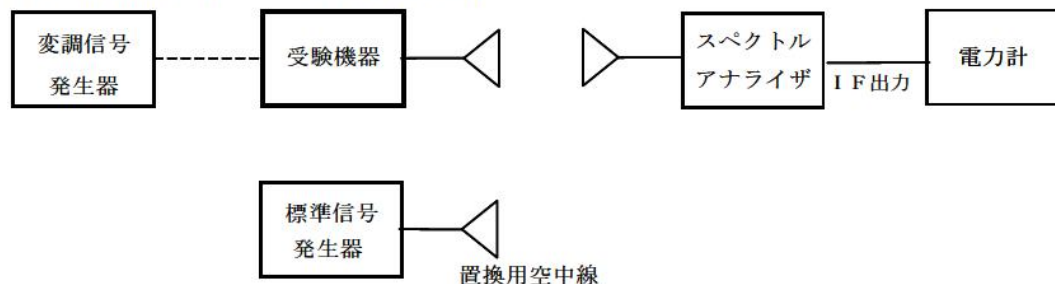 変調信号
発生器
受験機器
スペクトル
アナライザ
IF出力
電力計
標準信号
発生器
置換用空中線